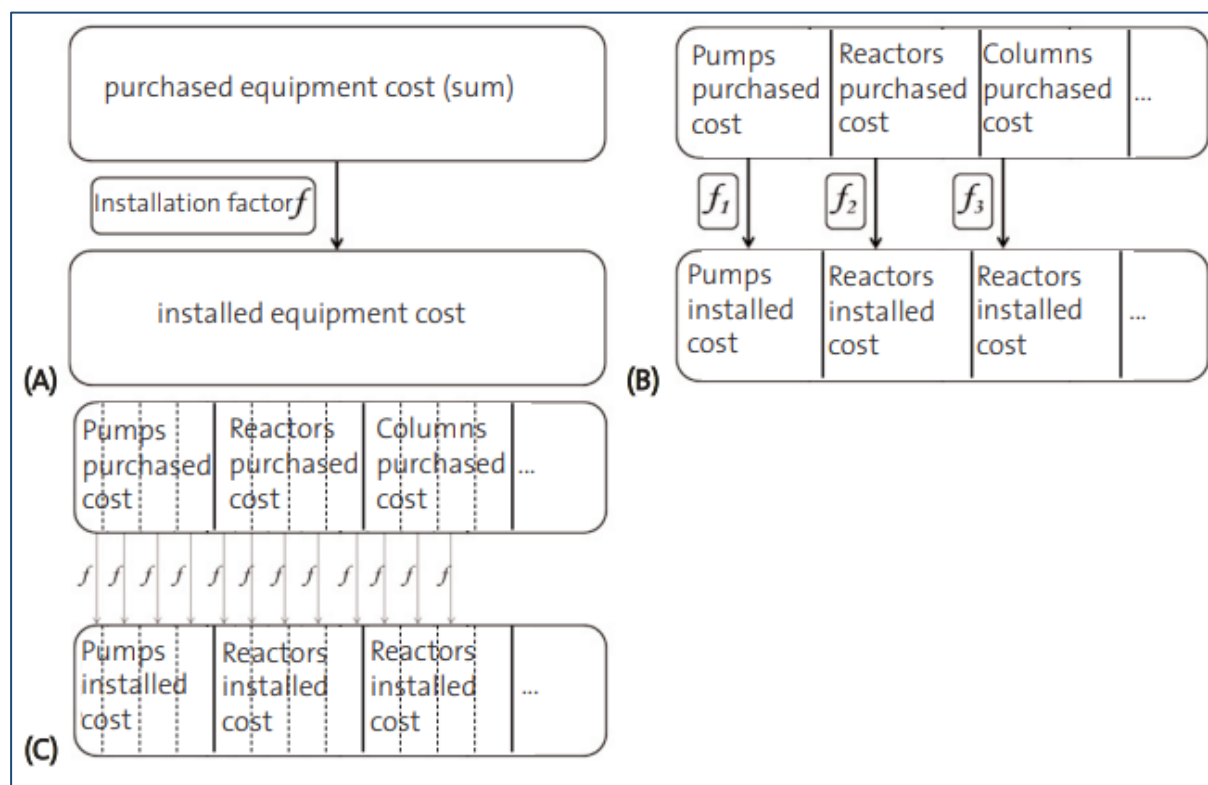 purchased equipment cost (sum)
Installation factor f
installed equipment cost
(A)
Pumps
purchased
cost
Reactors
purchased
cost
Columns
purchased
cost
...
f1
f2
f3
Pumps
installed
cost
Reactors
installed
cost
Reactors
installed
cost
...
(B)
Pumps
purchased
cost
Reactors
purchased
cost
Columns
purchased
cost
...
f f f f f f f f f f f f
Pumps
installed
cost
Reactors
installed
cost
Reactors
installed
cost
...
(C)